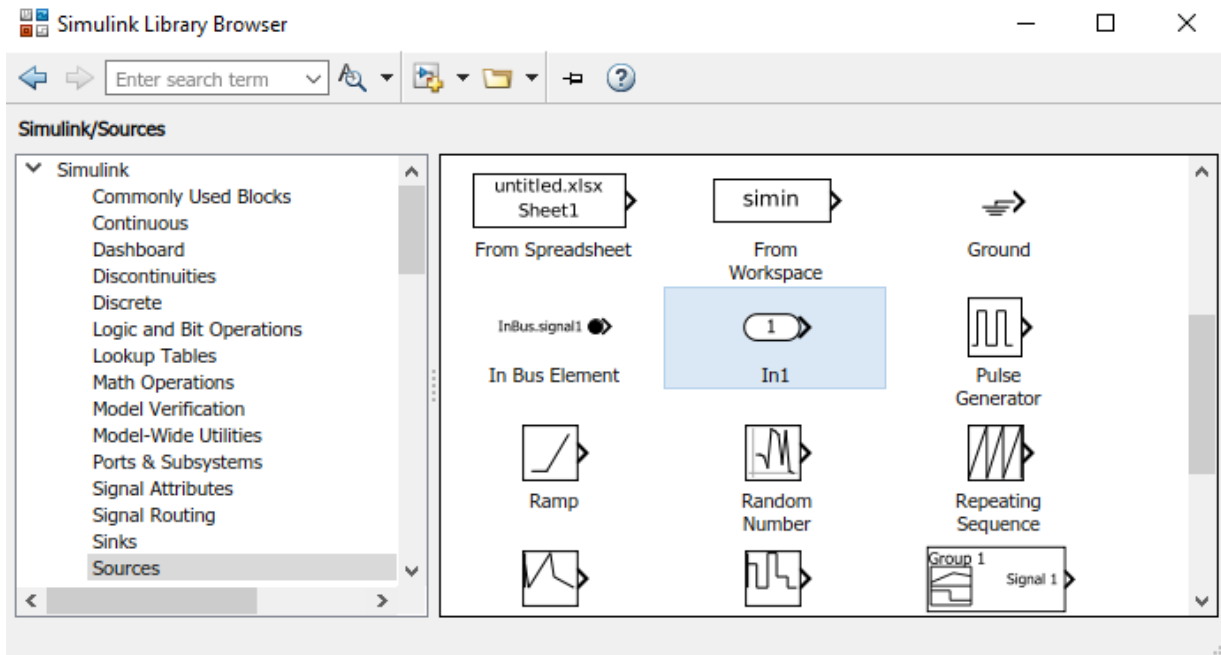 Simulink Library Browser
Enter search term
Simulink/Sources
Simulink
Commonly Used Blocks
Continuous
Dashboard
Discontinuities
Discrete
Logic and Bit Operations
Lookup Tables
Math Operations
Model Verification
Model-Wide Utilities
Ports & Subsystems
Signal Attributes
Signal Routing
Sinks
Sources
untitled.xlsx
Sheet1
From Spreadsheet
simin
From
Workspace
Ground
InBus.signal1
In Bus Element
1
In1
Pulse
Generator
Ramp
Random
Number
Repeating
Sequence
Group 1
Signal 1